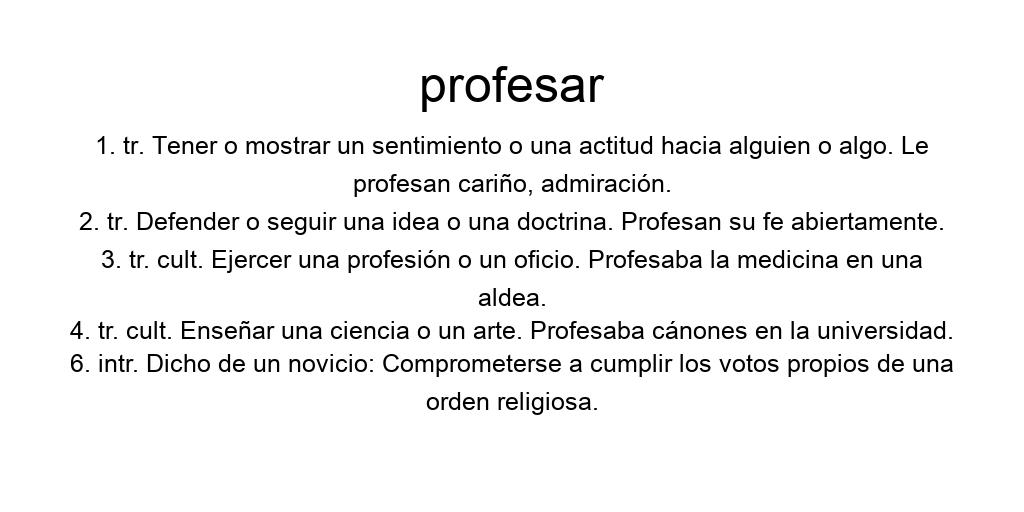 profesar
1. tr. Tener o mostrar un sentimiento o una actitud hacia alguien o algo. Le
profesan cariño, admiración.
2. tr. Defender o seguir una idea o una doctrina. Profesan su fe abiertamente.
3. tr. cult. Ejercer una profesión o un oficio. Profesaba la medicina en una
aldea.
4. tr. cult. Enseñar una ciencia o un arte. Profesaba cánones en la universidad.
6. intr. Dicho de un novicio: Comprometerse a cumplir los votos propios de una
orden religiosa.